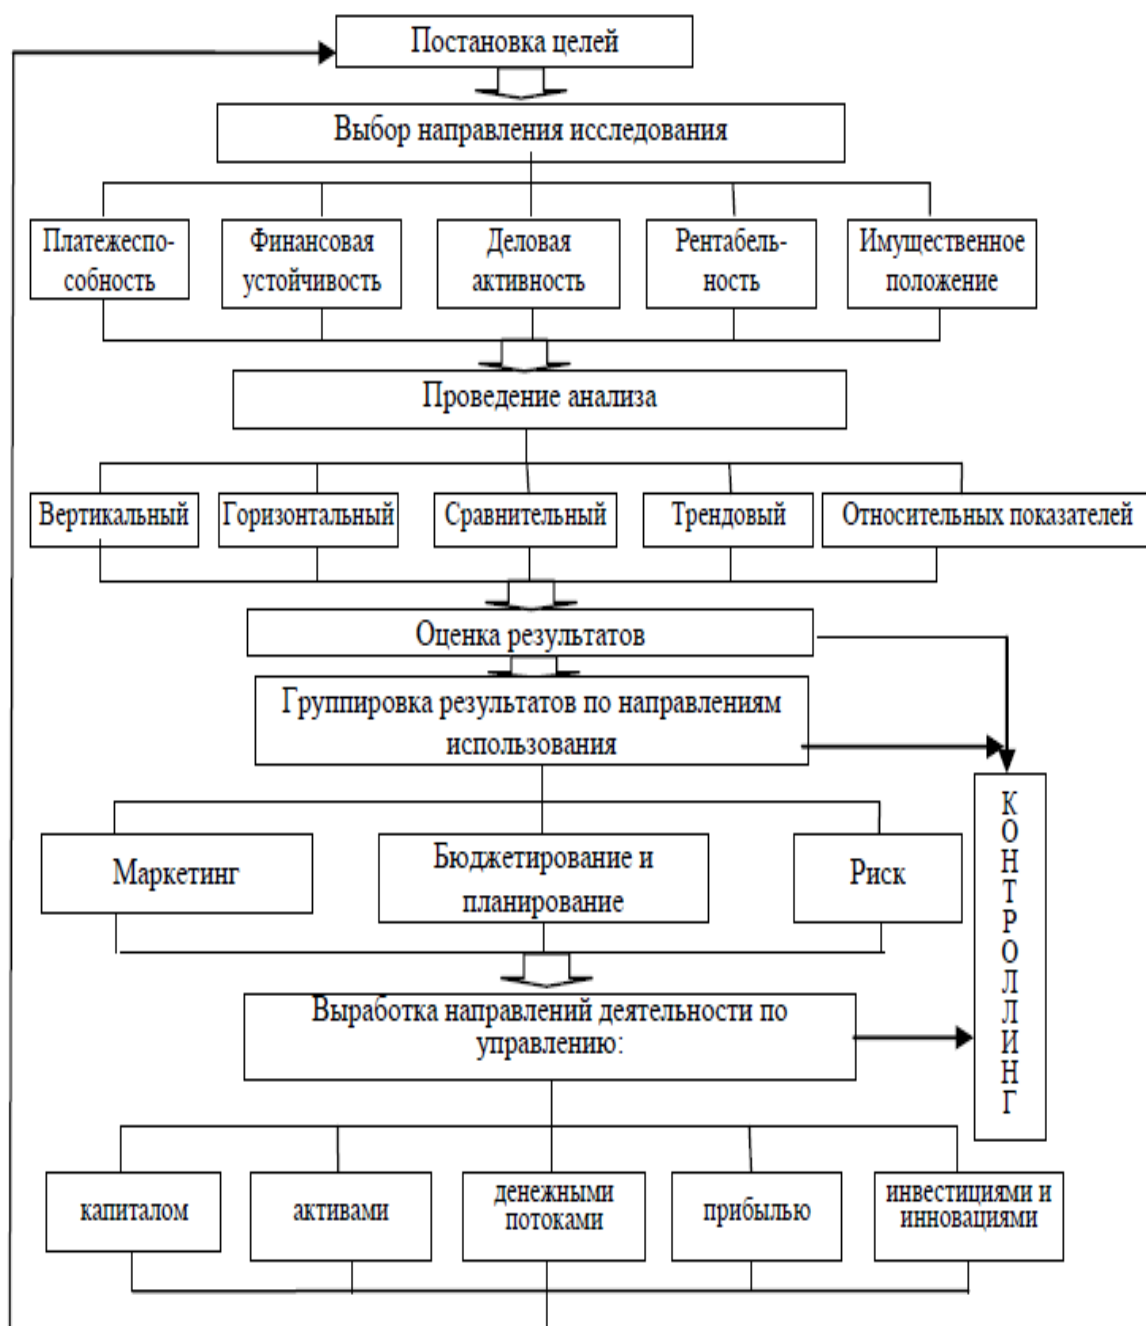 Постановка целей
Выбор направления исследования
Платежеспо-
собность
Финансовая
устойчивость
Деловая
активность
Рентабель-
ность
Имущественное
положение
Проведение анализа
Вертикальный
Горизонтальный
Сравнительный
Трендовый
Относительных показателей
Оценка результатов
Группировка результатов по направлениям
использования
Маркетинг
Бюджетирование и
планирование
Риск
КОНТРОЛЛИНГ
Выработка направлений деятельности по
управлению:
капиталом
активами
денежными
потоками
прибылью
инвестициями и
инновациями